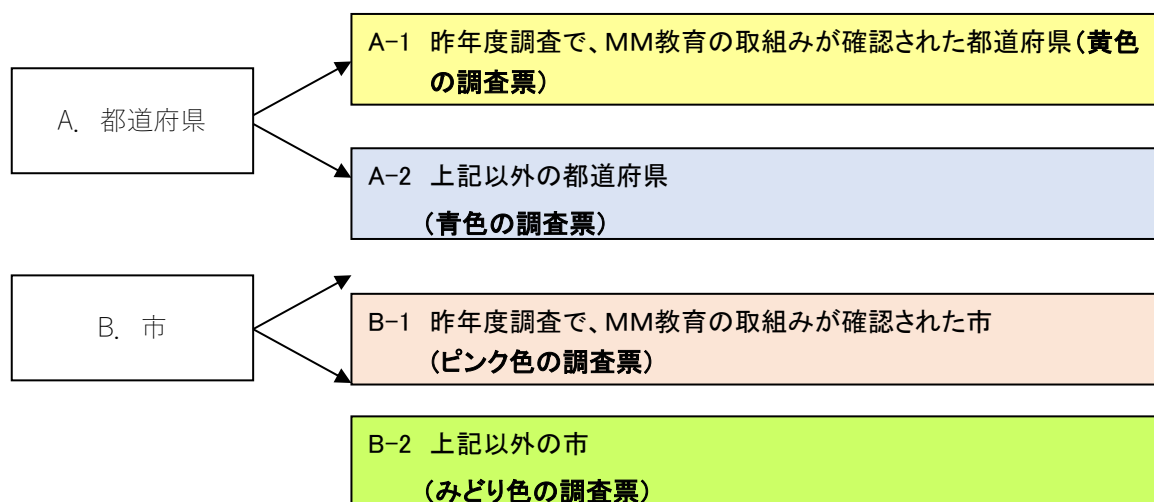 A-1 昨年度調査で、MM教育の取組みが確認された都道府県(黄色
の調査票)
A. 都道府県
A-2 上記以外の都道府県
(青色の調査票)
B. 市
B-1 昨年度調査で、MM教育の取組みが確認された市
(ピンク色の調査票)
B-2 上記以外の市
(みどり色の調査票)